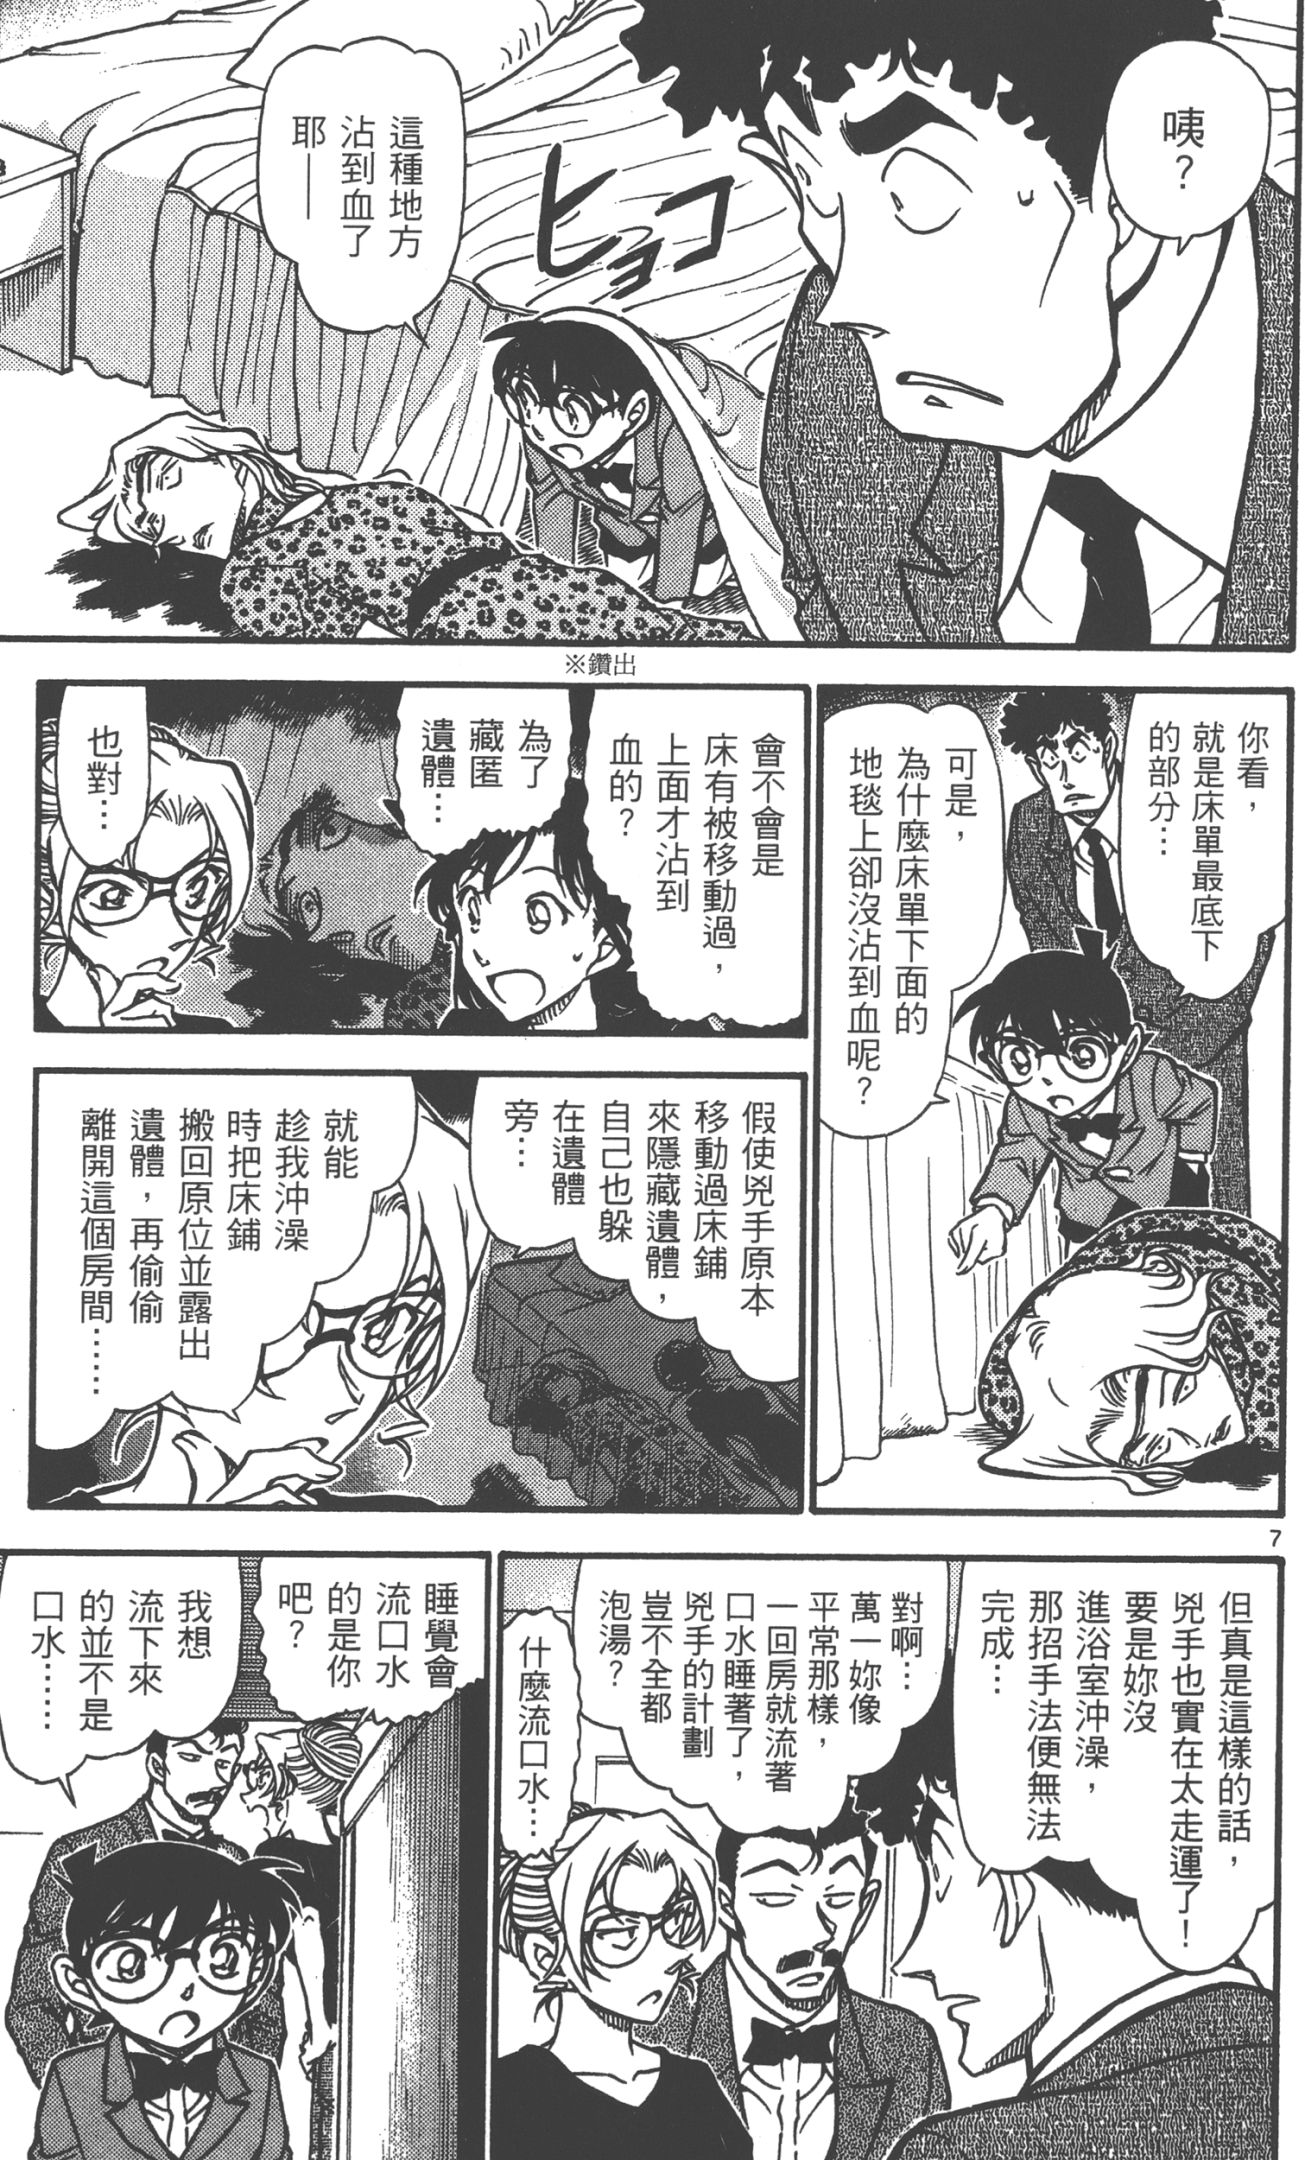 咦？
這種地方
沾到血了
耶——
ヒョコ
※鑽出
你看，
就是床單最底下
的部分…
可是，
為什麼床單下面的
地毯上卻沒沾到血呢？
會不會是
床有被移動過，
上面才沾到
血的？
為了
藏匿
遺體…
也對…
假使兇手原本
移動過床鋪
來隱藏遺體，
自己也躲
在遺體
旁…
就能
趁我沖澡
時把床鋪
搬回原位並露出
遺體，再偷偷
離開這個房間……
7
但真是這樣的話，
兇手也實在太走運了！
要是妳沒
進浴室沖澡，
那招手法便無法
完成…
對啊…
萬一妳像
平常那樣，
一回房就流著
口水睡著了，
兇手的計劃
豈不全都
泡湯？
什麼流口水…
睡覺會
流口水
的是你
吧？
我想
流下來
的並不是
口水……